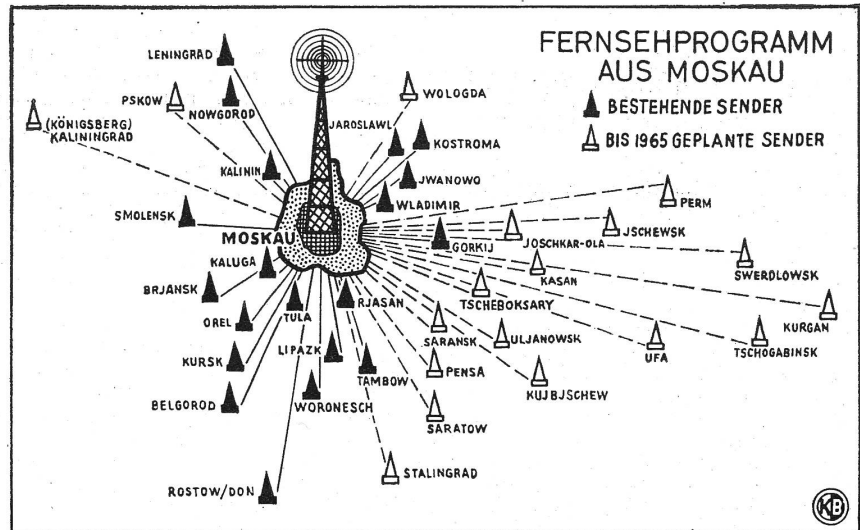 FERNSEHPROGRAMM
AUS MOSKAU
BESTEHENDE SENDER
BIS 1965 GEPLANTE SENDER
LENINGRAD
PSKOW
NOWGOROD
(KÖNIGSBERG)
KALININGRAD
KALININ
SMOLENSK
MOSKAU
WOLOGDA
JAROSLAWL
KOSTROMA
JWANOWO
WLADIMIR
PERM
GORKIJ
JOSCHKAR-OLA
JSCHEWSK
SWERDLOWSK
KASAN
KALUGA
BRJANSK
OREL
TULA
RJASAN
TSCHEBOKSARY
KURGAN
SARANSK
ULJANOWSK
UFA
TSCHOGABINSK
KURSK
LIPAZK
TAMBOW
PENSA
KUJBJSCHEW
BELGOROD
WORONESCH
SARATOW
STALINGRAD
ROSTOW/DON
KB